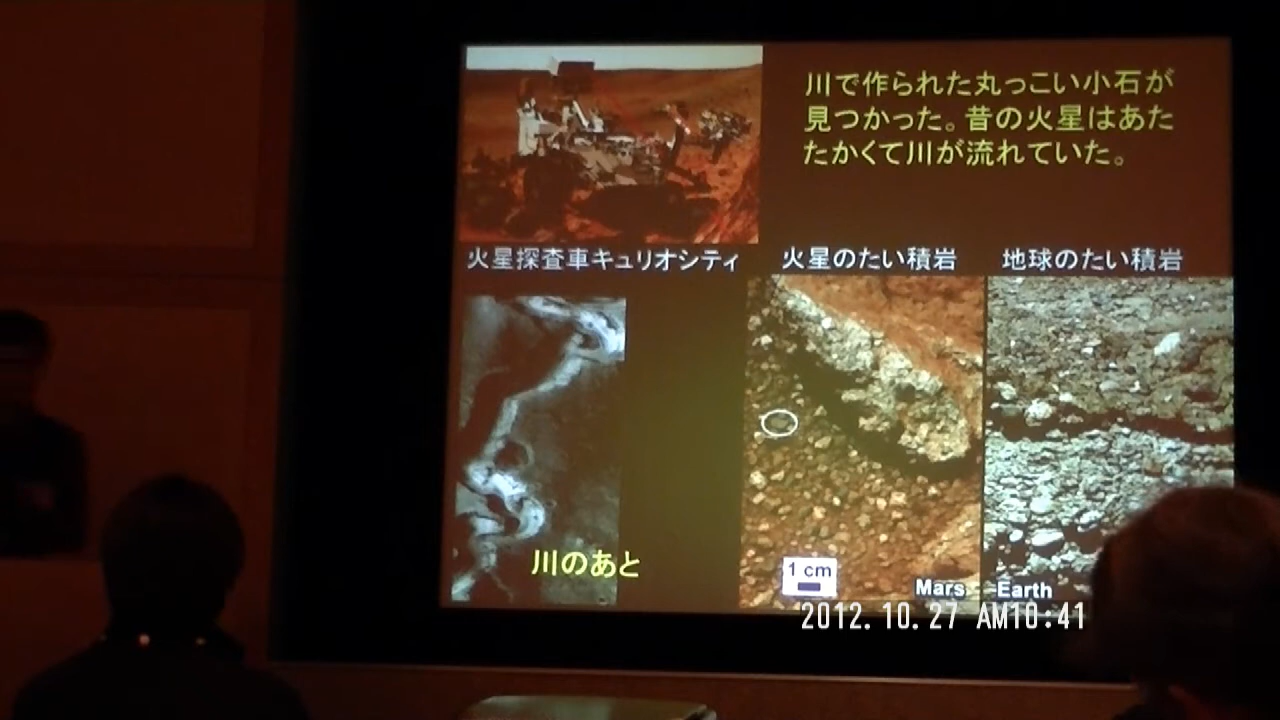 川で作られた丸っこい小石が
見つかった。昔の火星はあた
たかくて川が流れていた。
火星探査車キュリオシティ
火星のたい積岩
地球のたい積岩
川のあと
1 cm
Mars
Earth
2012.10.27 AM10:41